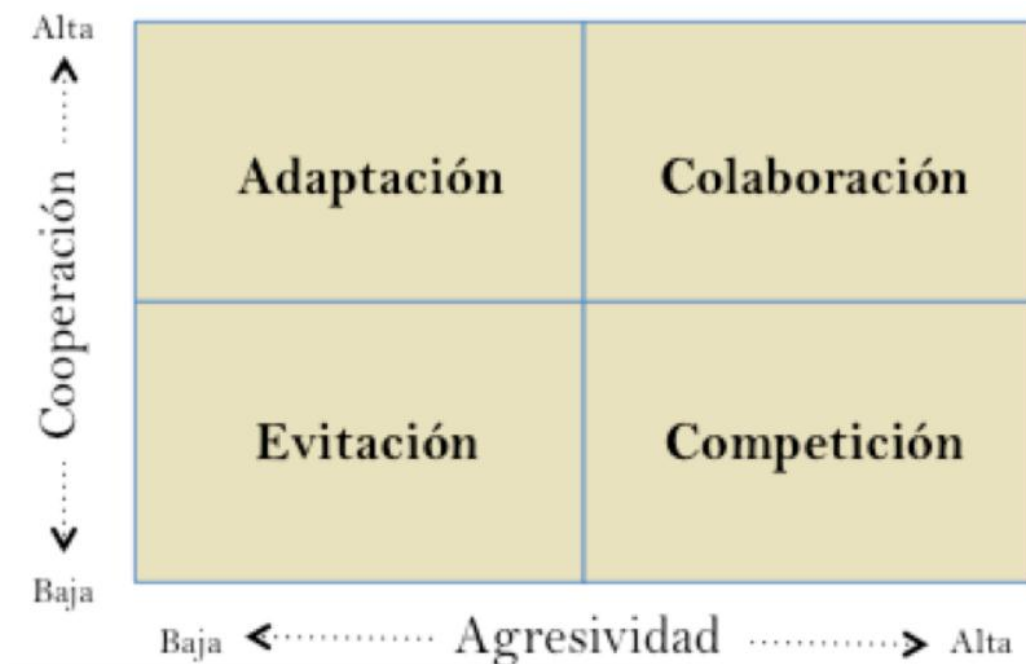 Alta
Cooperación
Adaptación Colaboración
Evitación Competición
Baja
Baja Agresividad Alta